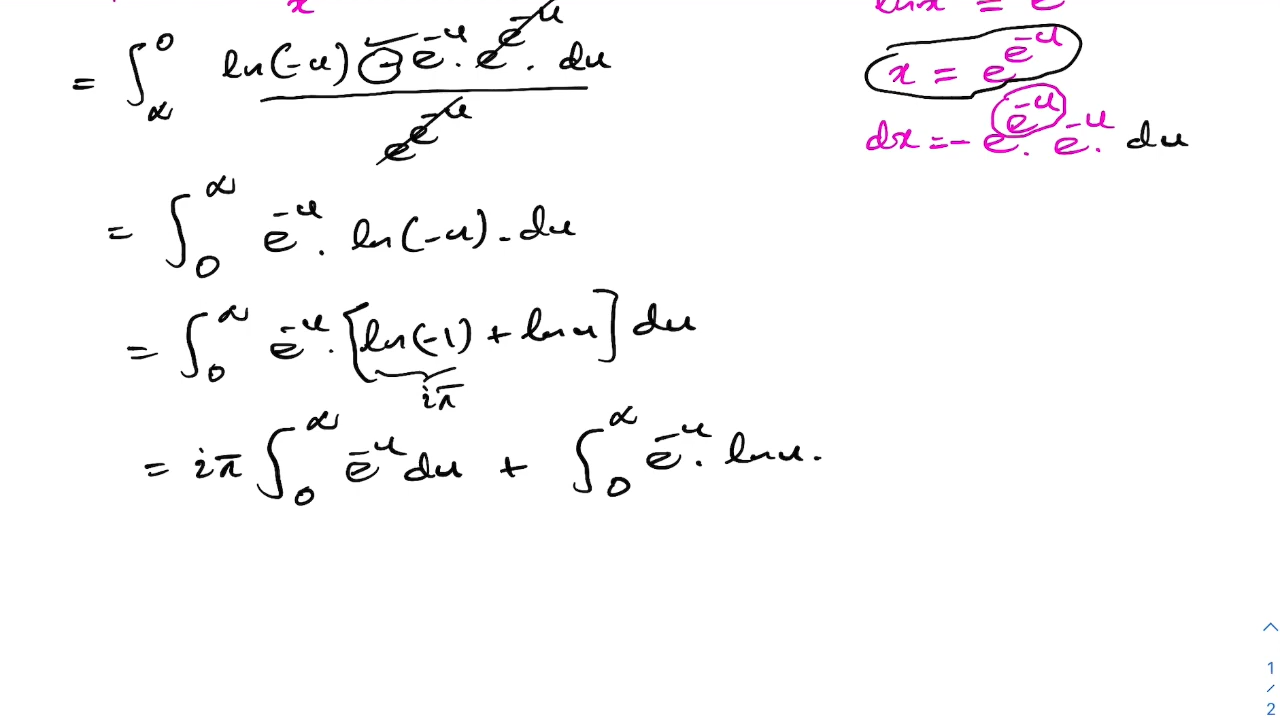 x
ln x = e
= ∫_∝^0 ln(-u) ⊖ e^{-u} . e^{e^{-u}} . du
e^{e^{-u}}
x = e^{e^{-u}}
dx = - e^{e^{-u}} . e^{-u} . du
= ∫_0^∝ e^{-u} . ln(-u) . du
= ∫_0^∝ e^{-u} . [ln(-1) + ln u] du
iπ
= iπ ∫_0^∝ e^{-u} du + ∫_0^∝ e^{-u} . ln u .
^
1
/
2